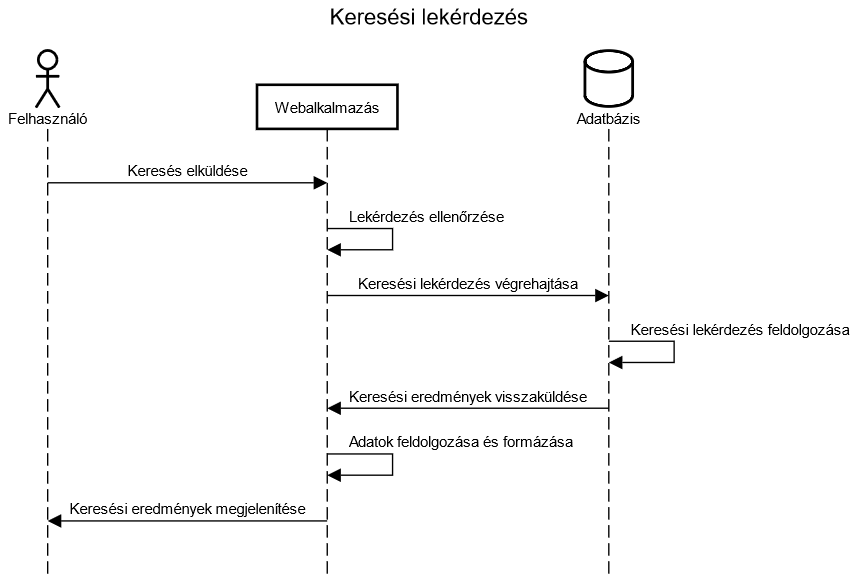 Keresési lekérdezés
Felhasználó
Webalkalmazás
Adatbázis
Keresés elküldése
Lekérdezés ellenőrzése
Keresési lekérdezés végrehajtása
Keresési lekérdezés feldolgozása
Keresési eredmények visszaküldése
Adatok feldolgozása és formázása
Keresési eredmények megjelenítése